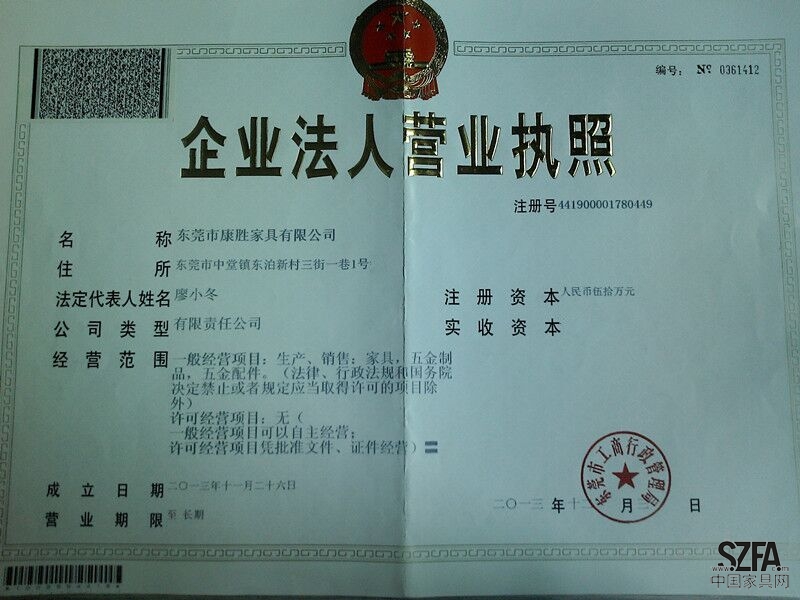 编号： № 0361412
企业法人营业执照
注册号441900001780449
名 称 东莞市康胜家具有限公司
住 所 东莞市中堂镇东泊新村三街一巷1号
法定代表人姓名 廖小冬
注册资本 人民币伍拾万元
公司类型 有限责任公司
实收资本
经营范围 一般经营项目：生产、销售：家具，五金制
品，五金配件。（法律、行政法规和国务院
决定禁止或者规定应当取得许可的项目除
外）
许可经营项目：无（
一般经营项目可以自主经营；
许可经营项目凭批准文件、证件经营）
东莞市工商行政管理局
成立日期 二〇一三年十一月二十六日
二〇一三 年 月 日
营业期限 至 长期
SZFA
.com
中国家具网